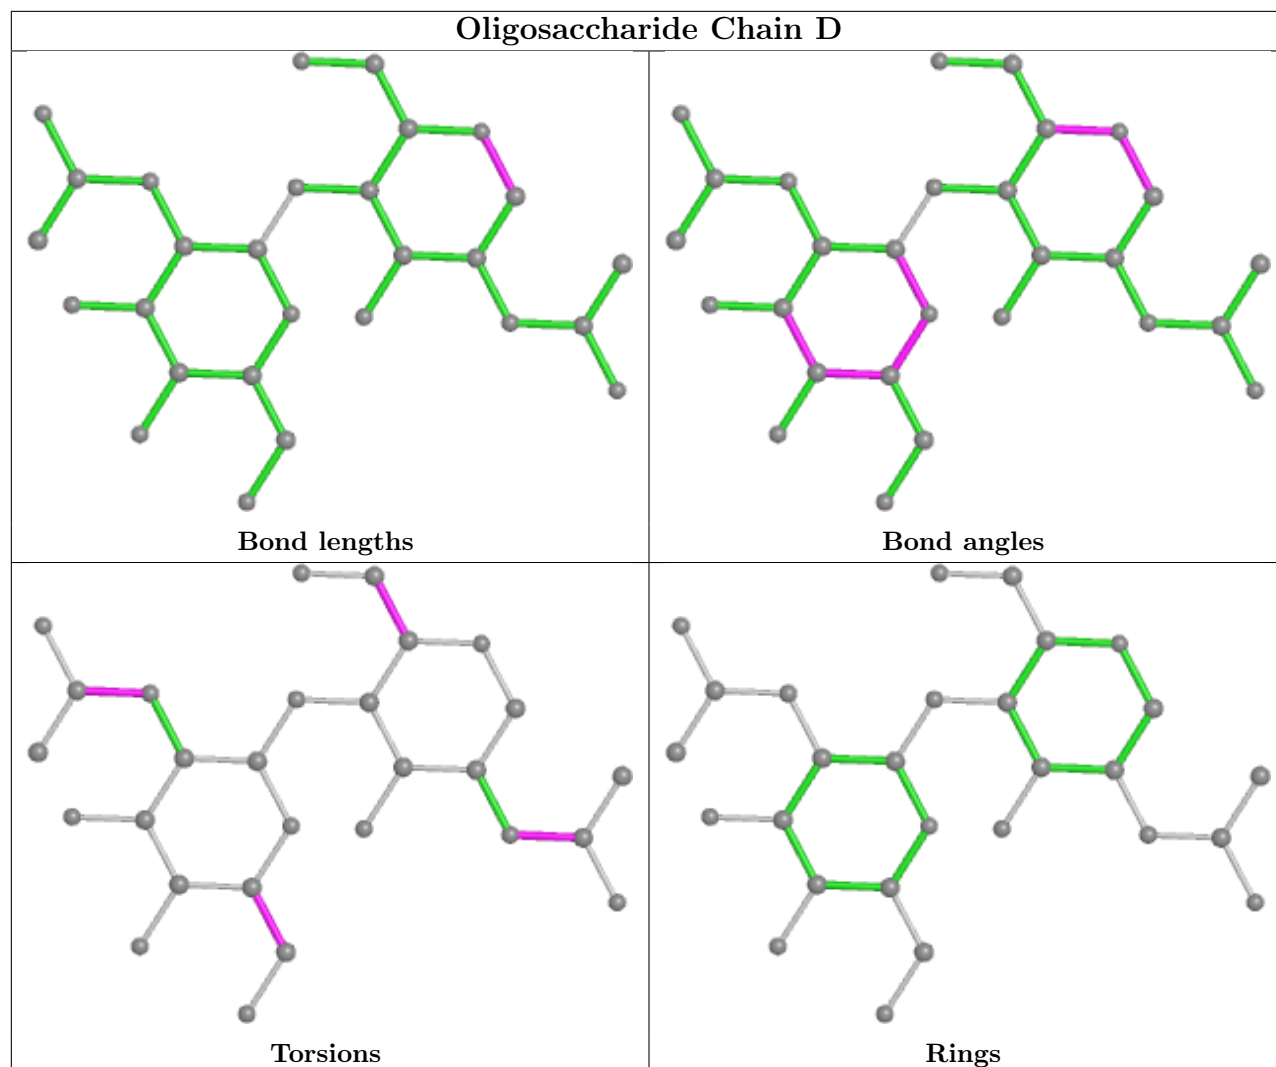 Oligosaccharide Chain D
Bond lengths
Bond angles
Torsions
Rings